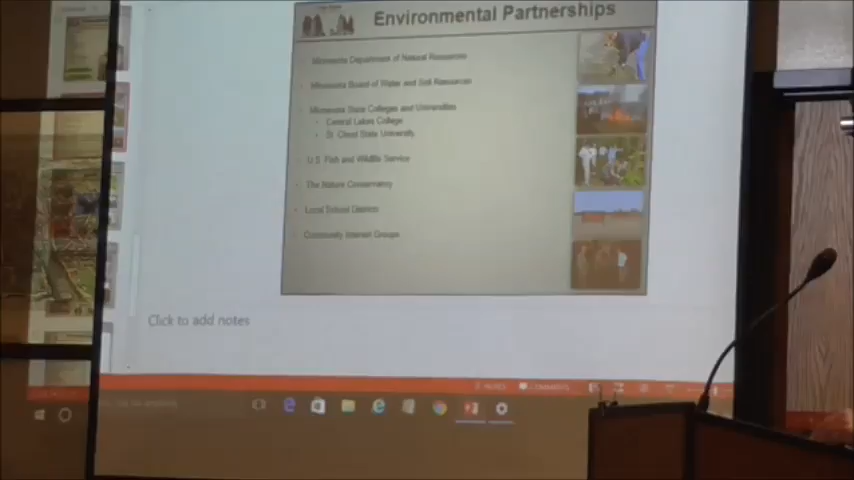 Environmental Partnerships
Minnesota Department of Natural Resources
Minnesota Board of Water and Soil Resources
Minnesota State Colleges and Universities
Central Lakes College
St. Cloud State University
U.S. Fish and Wildlife Service
The Nature Conservancy
Local School Districts
Community Interest Groups
Click to add notes
NOTES
COMMENTS